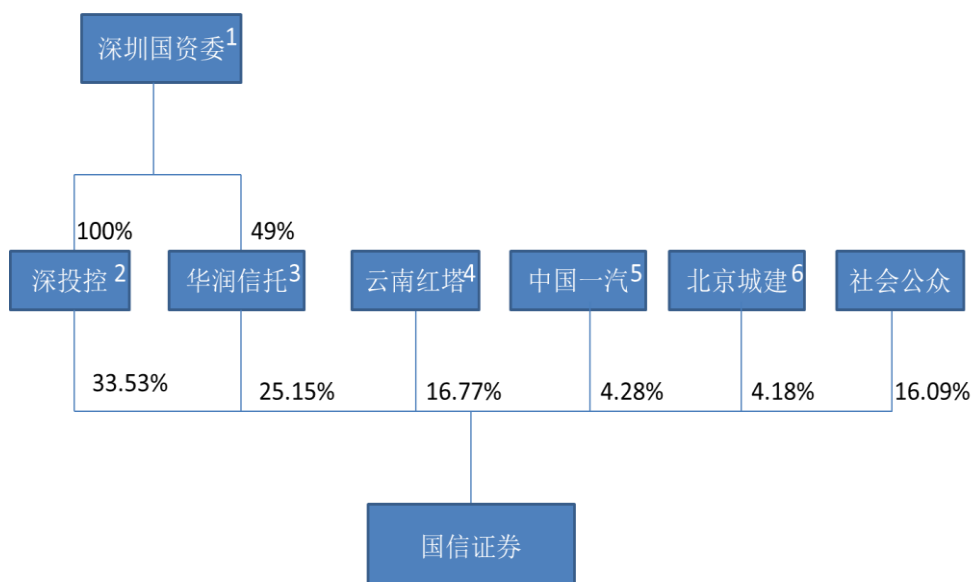 深圳国资委1
100%
49%
深投控 2
华润信托3
云南红塔4
中国一汽5
北京城建6
社会公众
33.53%
25.15%
16.77%
4.28%
4.18%
16.09%
国信证券